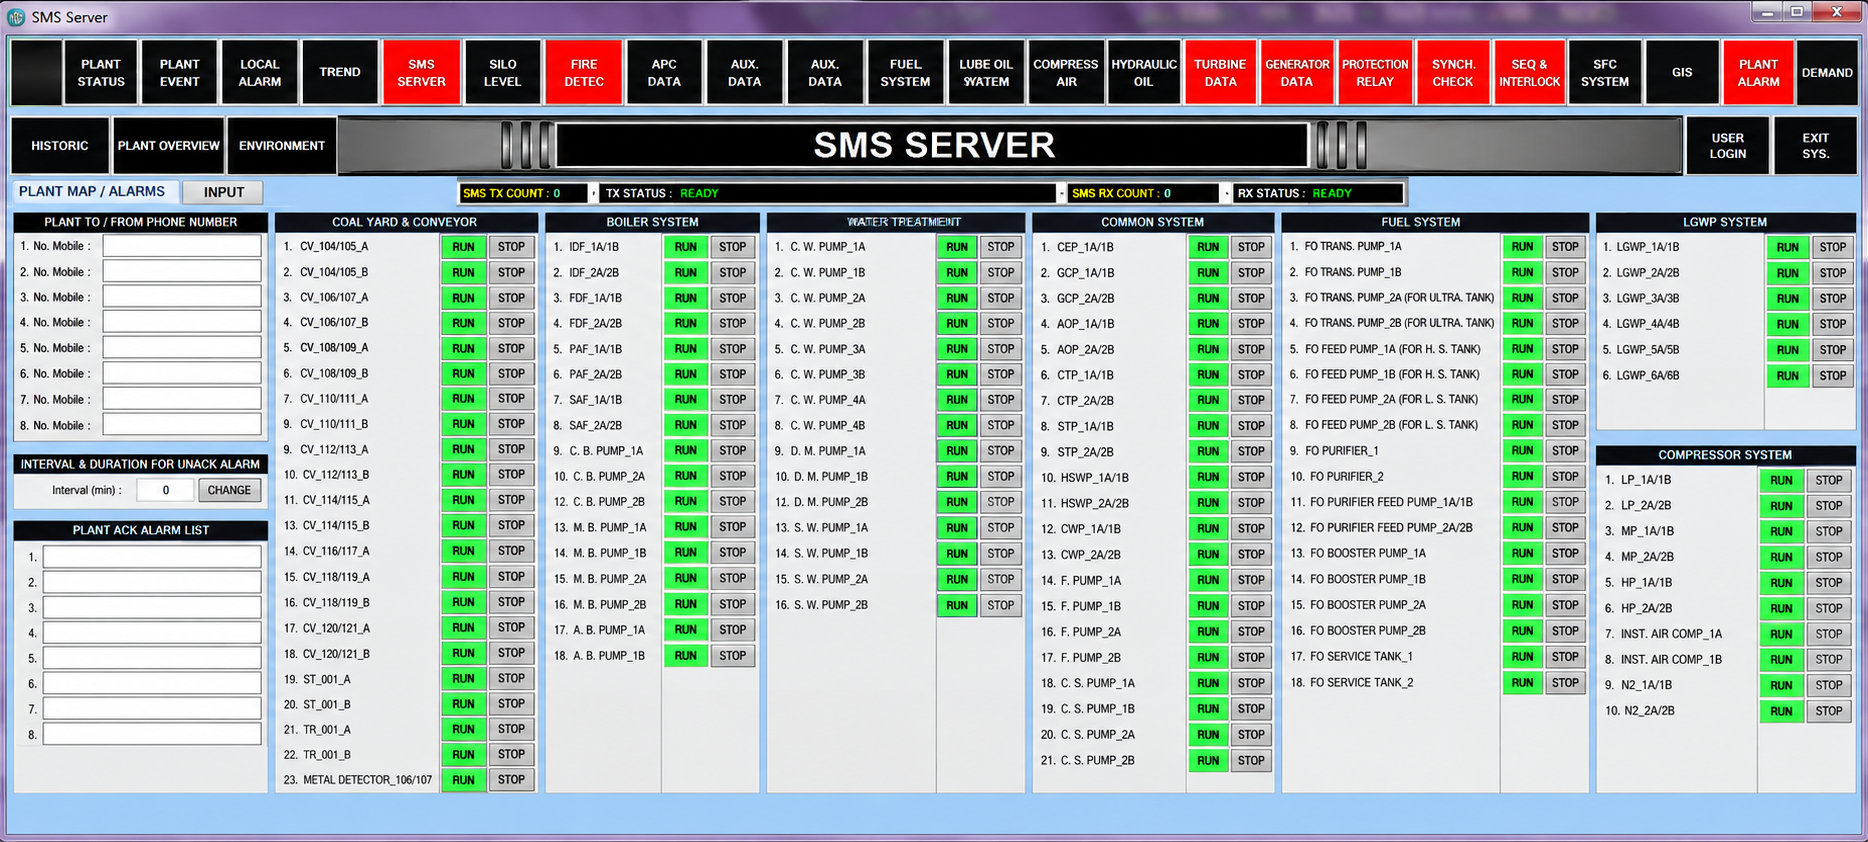 SMS Server
PLANT STATUS
PLANT EVENT
LOCAL ALARM
TREND
SMS SERVER
SILO LEVEL
FIRE DETEC
APC DATA
AUX. DATA
AUX. DATA
FUEL SYSTEM
LUBE OIL
COMPRESS AIR
HYDRAULIC OIL
TURBINE DATA
GENERATOR DATA
PROTECTION RELAY
SYNCH. CHECK
SEQ & INTERLOCK
SFC SYSTEM
GIS
PLANT ALARM
DEMAND
HISTORIC
PLANT OVERVIEW
ENVIRONMENT
SMS SERVER
USER LOGIN
EXIT SYS.
PLANT MAP / ALARMS
INPUT
SMS TX COUNT : 0
TX STATUS : READY
SMS RX COUNT : 0
RX STATUS : READY
PLANT TO / FROM PHONE NUMBER
1. No. Mobile :
2. No. Mobile :
3. No. Mobile :
4. No. Mobile :
5. No. Mobile :
6. No. Mobile :
7. No. Mobile :
8. No. Mobile :
INTERVAL & DURATION FOR UNACK ALARM
Interval (min) : 0 CHANGE
PLANT ACK ALARM LIST
1.
2.
3.
4.
5.
6.
7.
8.
COAL YARD & CONVEYOR
1. CV_104/105_A RUN STOP
2. CV_104/105_B RUN STOP
3. CV_106/107_A RUN STOP
4. CV_106/107_B RUN STOP
5. CV_108/109_A RUN STOP
6. CV_108/109_B RUN STOP
7. CV_110/111_A RUN STOP
9. CV_110/111_B RUN STOP
9. CV_112/113_A RUN STOP
10. CV_112/113_B RUN STOP
11. CV_114/115_A RUN STOP
13. CV_114/115_B RUN STOP
14. CV_116/117_A RUN STOP
15. CV_118/119_A RUN STOP
16. CV_118/119_B RUN STOP
17. CV_120/121_A RUN STOP
18. CV_120/121_B RUN STOP
19. ST_001_A RUN STOP
20. ST_001_B RUN STOP
21. TR_001_A RUN STOP
22. TR_001_B RUN STOP
23. METAL DETECTOR_106/107 RUN STOP
BOILER SYSTEM
1. IDF_1A/1B RUN STOP
2. IDF_2A/2B RUN STOP
3. FDF_1A/1B RUN STOP
4. FDF_2A/2B RUN STOP
5. PAF_1A/1B RUN STOP
6. PAF_2A/2B RUN STOP
7. SAF_1A/1B RUN STOP
8. SAF_2A/2B RUN STOP
9. C. B. PUMP_1A RUN STOP
10. C. B. PUMP_2A RUN STOP
12. C. B. PUMP_2B RUN STOP
13. M. B. PUMP_1A RUN STOP
14. M. B. PUMP_1B RUN STOP
15. M. B. PUMP_2A RUN STOP
16. M. B. PUMP_2B RUN STOP
17. A. B. PUMP_1A RUN STOP
18. A. B. PUMP_1B RUN STOP
WATER TREATMENT
1. C. W. PUMP_1A RUN STOP
2. C. W. PUMP_1B RUN STOP
3. C. W. PUMP_2A RUN STOP
4. C. W. PUMP_2B RUN STOP
5. C. W. PUMP_3A RUN STOP
6. C. W. PUMP_3B RUN STOP
7. C. W. PUMP_4A RUN STOP
8. C. W. PUMP_4B RUN STOP
9. D. M. PUMP_1A RUN STOP
10. D. M. PUMP_1B RUN STOP
12. D. M. PUMP_2B RUN STOP
13. S. W. PUMP_1A RUN STOP
14. S. W. PUMP_1B RUN STOP
15. S. W. PUMP_2A RUN STOP
16. S. W. PUMP_2B RUN STOP
COMMON SYSTEM
1. CEP_1A/1B RUN STOP
2. GCP_1A/1B RUN STOP
3. GCP_2A/2B RUN STOP
4. AOP_1A/1B RUN STOP
5. AOP_2A/2B RUN STOP
6. CTP_1A/1B RUN STOP
7. CTP_2A/2B RUN STOP
8. STP_1A/1B RUN STOP
9. STP_2A/2B RUN STOP
10. HSWP_1A/1B RUN STOP
11. HSWP_2A/2B RUN STOP
12. CWP_1A/1B RUN STOP
13. CWP_2A/2B RUN STOP
14. F. PUMP_1A RUN STOP
15. F. PUMP_1B RUN STOP
16. F. PUMP_2A RUN STOP
17. F. PUMP_2B RUN STOP
18. C. S. PUMP_1A RUN STOP
19. C. S. PUMP_1B RUN STOP
20. C. S. PUMP_2A RUN STOP
21. C. S. PUMP_2B RUN STOP
FUEL SYSTEM
1. FO TRANS. PUMP_1A RUN STOP
2. FO TRANS. PUMP_1B RUN STOP
3. FO TRANS. PUMP_2A (FOR ULTRA. TANK) RUN STOP
4. FO TRANS. PUMP_2B (FOR ULTRA. TANK) RUN STOP
5. FO FEED PUMP_1A (FOR H. S. TANK) RUN STOP
6. FO FEED PUMP_1B (FOR H. S. TANK) RUN STOP
7. FO FEED PUMP_2A (FOR L. S. TANK) RUN STOP
8. FO FEED PUMP_2B (FOR L. S. TANK) RUN STOP
9. FO PURIFIER_1 RUN STOP
10. FO PURIFIER_2 RUN STOP
11. FO PURIFIER FEED PUMP_1A/1B RUN STOP
12. FO PURIFIER FEED PUMP_2A/2B RUN STOP
13. FO BOOSTER PUMP_1A RUN STOP
14. FO BOOSTER PUMP_1B RUN STOP
15. FO BOOSTER PUMP_2A RUN STOP
16. FO BOOSTER PUMP_2B RUN STOP
17. FO SERVICE TANK_1 RUN STOP
18. FO SERVICE TANK_2 RUN STOP
LGWP SYSTEM
1. LGWP_1A/1B RUN STOP
2. LGWP_2A/2B RUN STOP
3. LGWP_3A/3B RUN STOP
4. LGWP_4A/4B RUN STOP
5. LGWP_5A/5B RUN STOP
6. LGWP_6A/6B RUN STOP
COMPRESSOR SYSTEM
1. LP_1A/1B RUN STOP
2. LP_2A/2B RUN STOP
3. MP_1A/1B RUN STOP
4. MP_2A/2B RUN STOP
5. HP_1A/1B RUN STOP
6. HP_2A/2B RUN STOP
7. INST. AIR COMP_1A RUN STOP
8. INST. AIR COMP_1B RUN STOP
9. N2_1A/1B RUN STOP
10. N2_2A/2B RUN STOP